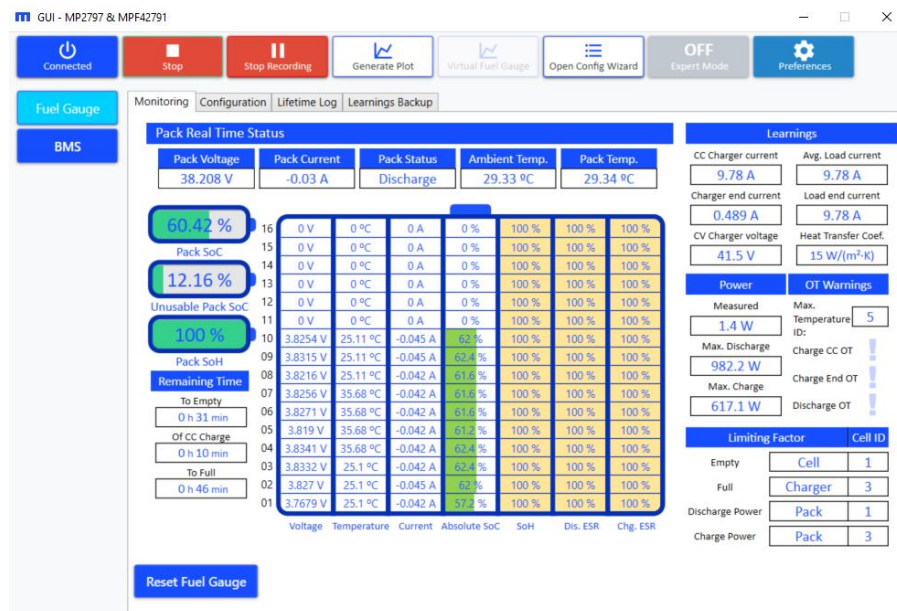 GUI - MP2797 & MPF42791
Connected Stop Stop Recording Generate Plot Virtual Fuel Gauge Open Config Wizard OFF Expert Mode Preferences
Fuel Gauge
BMS
Monitoring Configuration Lifetime Log Learnings Backup
Pack Real Time Status
Pack Voltage Pack Current Pack Status Ambient Temp. Pack Temp.
38.208 V -0.03 A Discharge 29.33 ºC 29.34 ºC
60.42 %
Pack SoC
12.16 %
Unusable Pack SoC
100 %
Pack SoH
Remaining Time
To Empty
0 h 31 min
Of CC Charge
0 h 10 min
To Full
0 h 46 min
16 0 V 0 ºC 0 A 0 % 100 % 100 % 100 %
15 0 V 0 ºC 0 A 0 % 100 % 100 % 100 %
14 0 V 0 ºC 0 A 0 % 100 % 100 % 100 %
13 0 V 0 ºC 0 A 0 % 100 % 100 % 100 %
12 0 V 0 ºC 0 A 0 % 100 % 100 % 100 %
11 0 V 0 ºC 0 A 0 % 100 % 100 % 100 %
10 3.8254 V 25.11 ºC -0.045 A 62 % 100 % 100 % 100 %
09 3.8315 V 25.11 ºC -0.045 A 62.4 % 100 % 100 % 100 %
08 3.8216 V 25.11 ºC -0.042 A 61.6 % 100 % 100 % 100 %
07 3.8256 V 35.68 ºC -0.042 A 61.6 % 100 % 100 % 100 %
06 3.8271 V 35.68 ºC -0.042 A 61.6 % 100 % 100 % 100 %
05 3.819 V 35.68 ºC -0.042 A 61.2 % 100 % 100 % 100 %
04 3.8341 V 35.68 ºC -0.042 A 62.4 % 100 % 100 % 100 %
03 3.8332 V 25.1 ºC -0.042 A 62.4 % 100 % 100 % 100 %
02 3.827 V 25.1 ºC -0.045 A 62 % 100 % 100 % 100 %
01 3.7679 V 25.1 ºC -0.042 A 57.2 % 100 % 100 % 100 %
Voltage Temperature Current Absolute SoC SoH Dis. ESR Chg. ESR
Reset Fuel Gauge
Learnings
CC Charger current Avg. Load current
9.78 A 9.78 A
Charger end current Load end current
0.489 A 9.78 A
CV Charger voltage Heat Transfer Coef.
41.5 V 15 W/(m²·K)
Power
Measured
1.4 W
Max. Discharge
982.2 W
Max. Charge
617.1 W
OT Warnings
Max.
Temperature 5
ID:
Charge CC OT !
Charge End OT !
Discharge OT !
Limiting Factor Cell ID
Empty Cell 1
Full Charger 3
Discharge Power Pack 1
Charge Power Pack 3